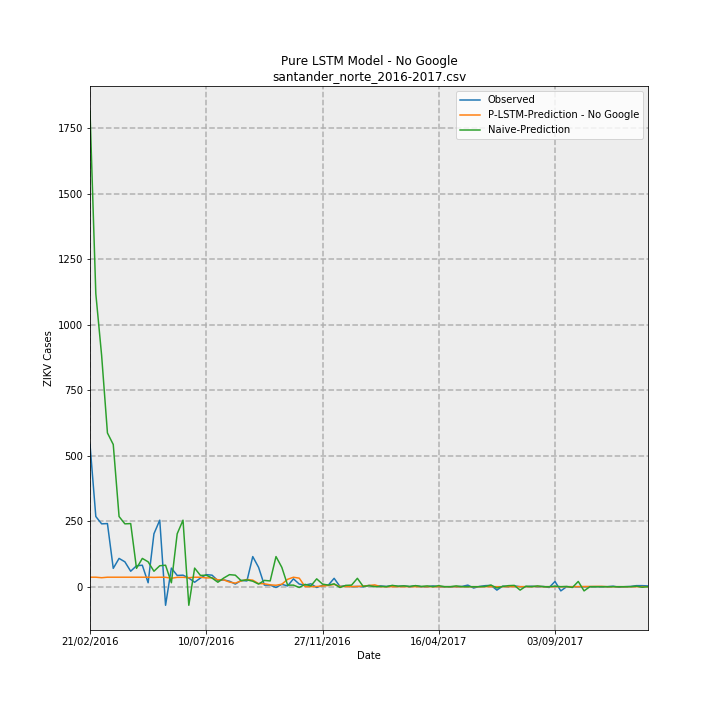 Pure LSTM Model - No Google
santander_norte_2016-2017.csv
Observed
P-LSTM-Prediction - No Google
Naive-Prediction
1750
1500
1250
1000
750
500
250
0
ZIKV Cases
21/02/2016 10/07/2016 27/11/2016 16/04/2017 03/09/2017
Date